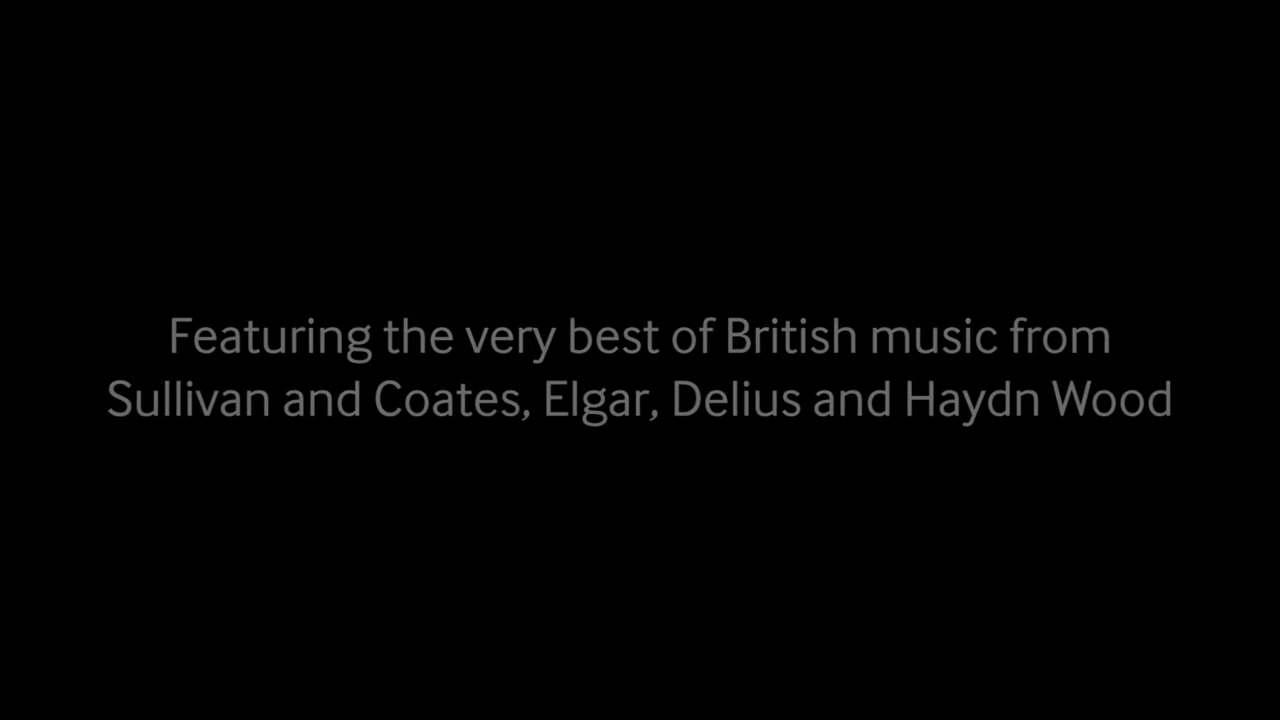 Featuring the very best of British music from
Sullivan and Coates, Elgar, Delius and Haydn Wood